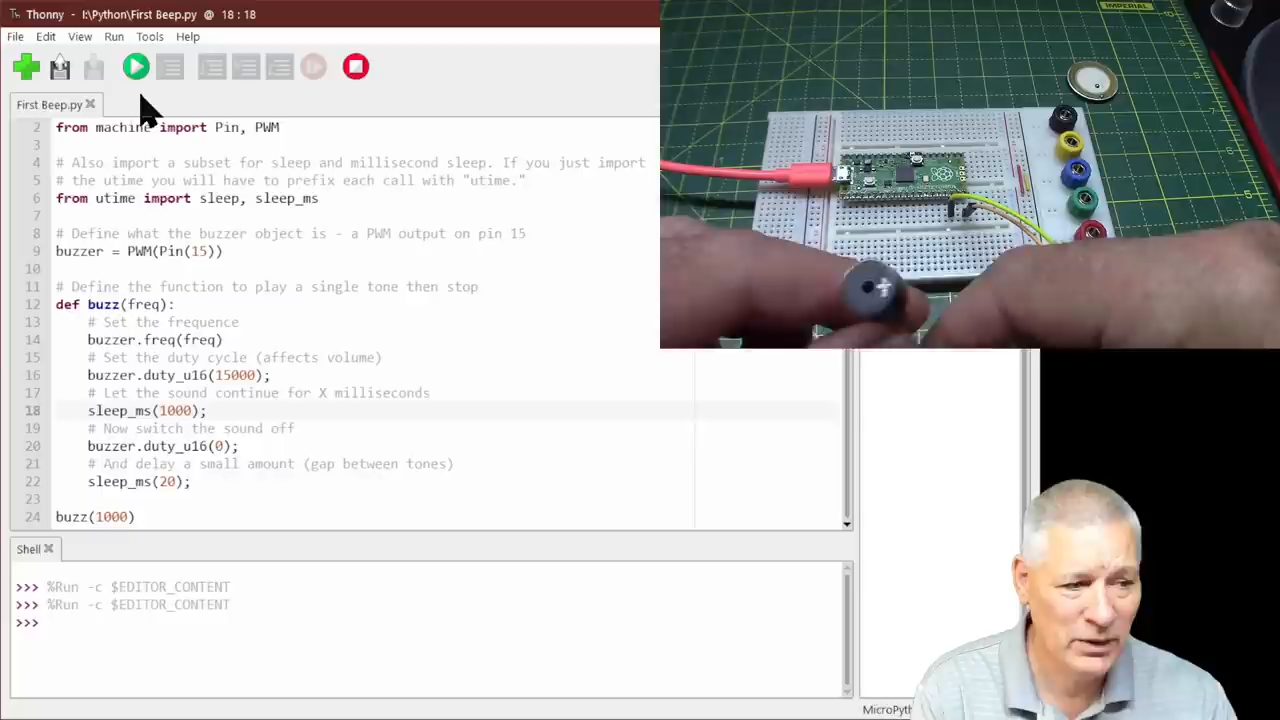 Thonny - I:\Python\First Beep.py @ 18 : 18
File Edit View Run Tools Help
First Beep.py
2 from machine import Pin, PWM
3
4 # Also import a subset for sleep and millisecond sleep. If you just import
5 # the utime you will have to prefix each call with "utime."
6 from utime import sleep, sleep_ms
7
8 # Define what the buzzer object is - a PWM output on pin 15
9 buzzer = PWM(Pin(15))
10
11 # Define the function to play a single tone then stop
12 def buzz(freq):
13 # Set the frequence
14 buzzer.freq(freq)
15 # Set the duty cycle (affects volume)
16 buzzer.duty_u16(15000);
17 # Let the sound continue for X milliseconds
18 sleep_ms(1000);
19 # Now switch the sound off
20 buzzer.duty_u16(0);
21 # And delay a small amount (gap between tones)
22 sleep_ms(20);
23
24 buzz(1000)
Shell
>>> %Run -c $EDITOR_CONTENT
>>> %Run -c $EDITOR_CONTENT
>>>
IMPERIAL